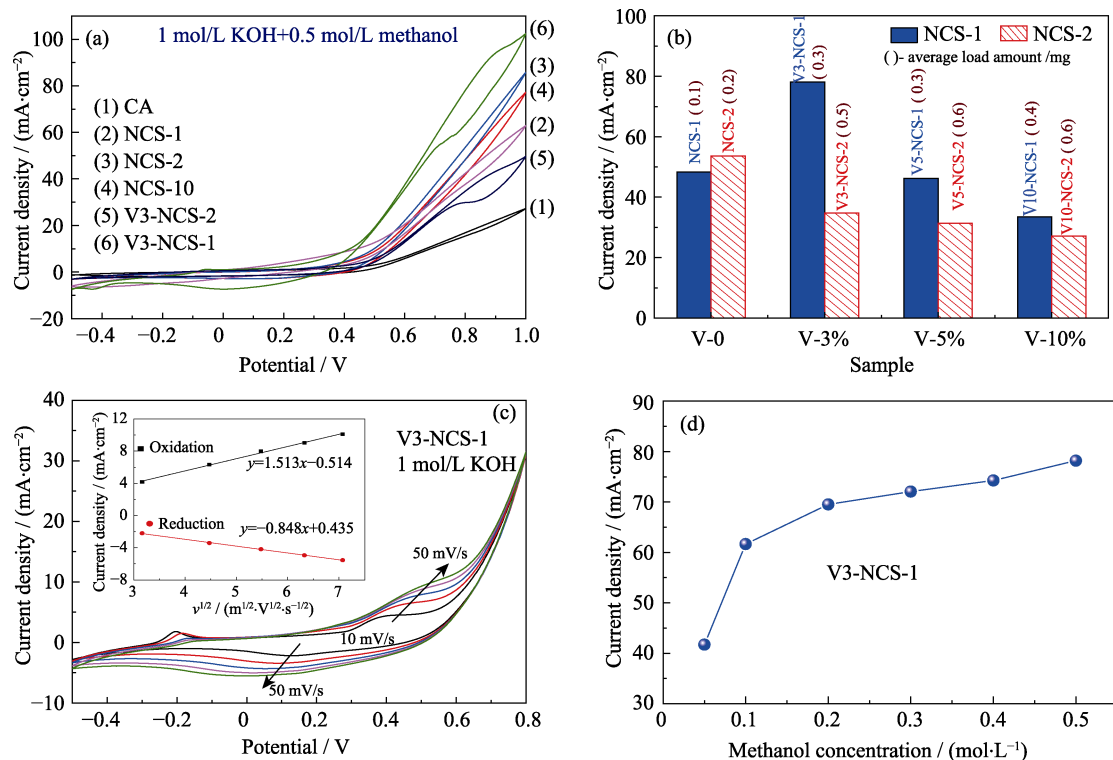 (a)
1 mol/L KOH+0.5 mol/L methanol
(1) CA
(2) NCS-1
(3) NCS-2
(4) NCS-10
(5) V3-NCS-2
(6) V3-NCS-1
(6)
(3)
(4)
(2)
(5)
(1)
Current density / (mA·cm⁻²)
100
80
60
40
20
0
−20
−0.4 −0.2 0 0.2 0.4 0.6 0.8 1.0
Potential / V
(b)
NCS-1 NCS-2
( )- average load amount /mg
NCS-1 ( 0.1)
NCS-2 ( 0.2)
V3-NCS-1
( 0.3)
V3-NCS-2 ( 0.5)
V5-NCS-1 ( 0.3)
V5-NCS-2 ( 0.6)
V10-NCS-1 ( 0.4)
V10-NCS-2 ( 0.6)
Current density / (mA·cm⁻²)
100
80
60
40
20
0
V-0 V-3% V-5% V-10%
Sample
(c)
V3-NCS-1
1 mol/L KOH
Current density / (mA·cm⁻²)
12
8
4
0
−4
−8
Oxidation
y=1.513x−0.514
Reduction
y=−0.848x+0.435
3 4 5 6 7
v^1/2 / (m^1/2·V^1/2·s^−1/2)
50 mV/s
10 mV/s
50 mV/s
Current density / (mA·cm⁻²)
40
30
20
10
0
−10
−0.4 −0.2 0 0.2 0.4 0.6 0.8
Potential / V
(d)
V3-NCS-1
Current density / (mA·cm⁻²)
90
80
70
60
50
40
30
0 0.1 0.2 0.3 0.4 0.5
Methanol concentration / (mol·L⁻¹)